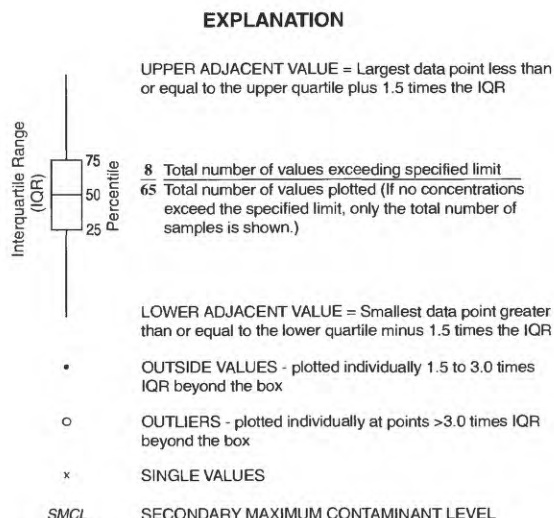 EXPLANATION
UPPER ADJACENT VALUE = Largest data point less than
or equal to the upper quartile plus 1.5 times the IQR
Interquartile Range
(IQR)
75
50
25
Percentile
8 Total number of values exceeding specified limit
65 Total number of values plotted (If no concentrations
exceed the specified limit, only the total number of
samples is shown.)
LOWER ADJACENT VALUE = Smallest data point greater
than or equal to the lower quartile minus 1.5 times the IQR
• OUTSIDE VALUES - plotted individually 1.5 to 3.0 times
IQR beyond the box
o OUTLIERS - plotted individually at points >3.0 times IQR
beyond the box
x SINGLE VALUES
SMCL SECONDARY MAXIMUM CONTAMINANT LEVEL